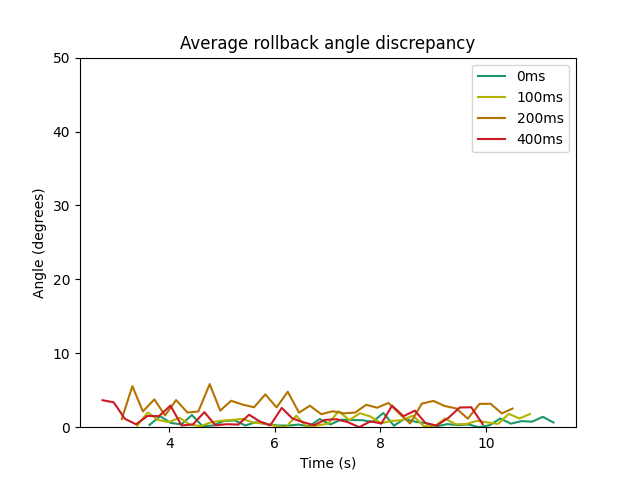 Average rollback angle discrepancy
50
40
30
20
10
0
Angle (degrees)
0ms
100ms
200ms
400ms
4
6
8
10
Time (s)